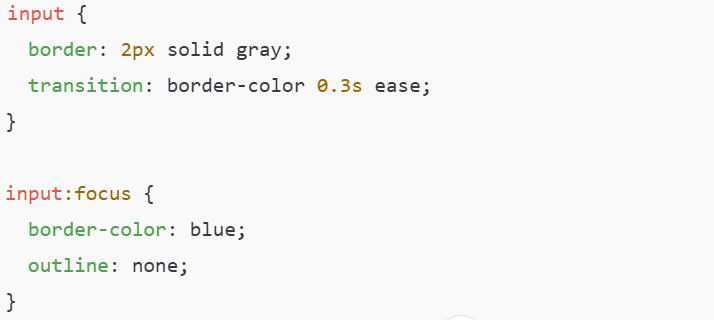 input {
  border: 2px solid gray;
  transition: border-color 0.3s ease;
}

input:focus {
  border-color: blue;
  outline: none;
}